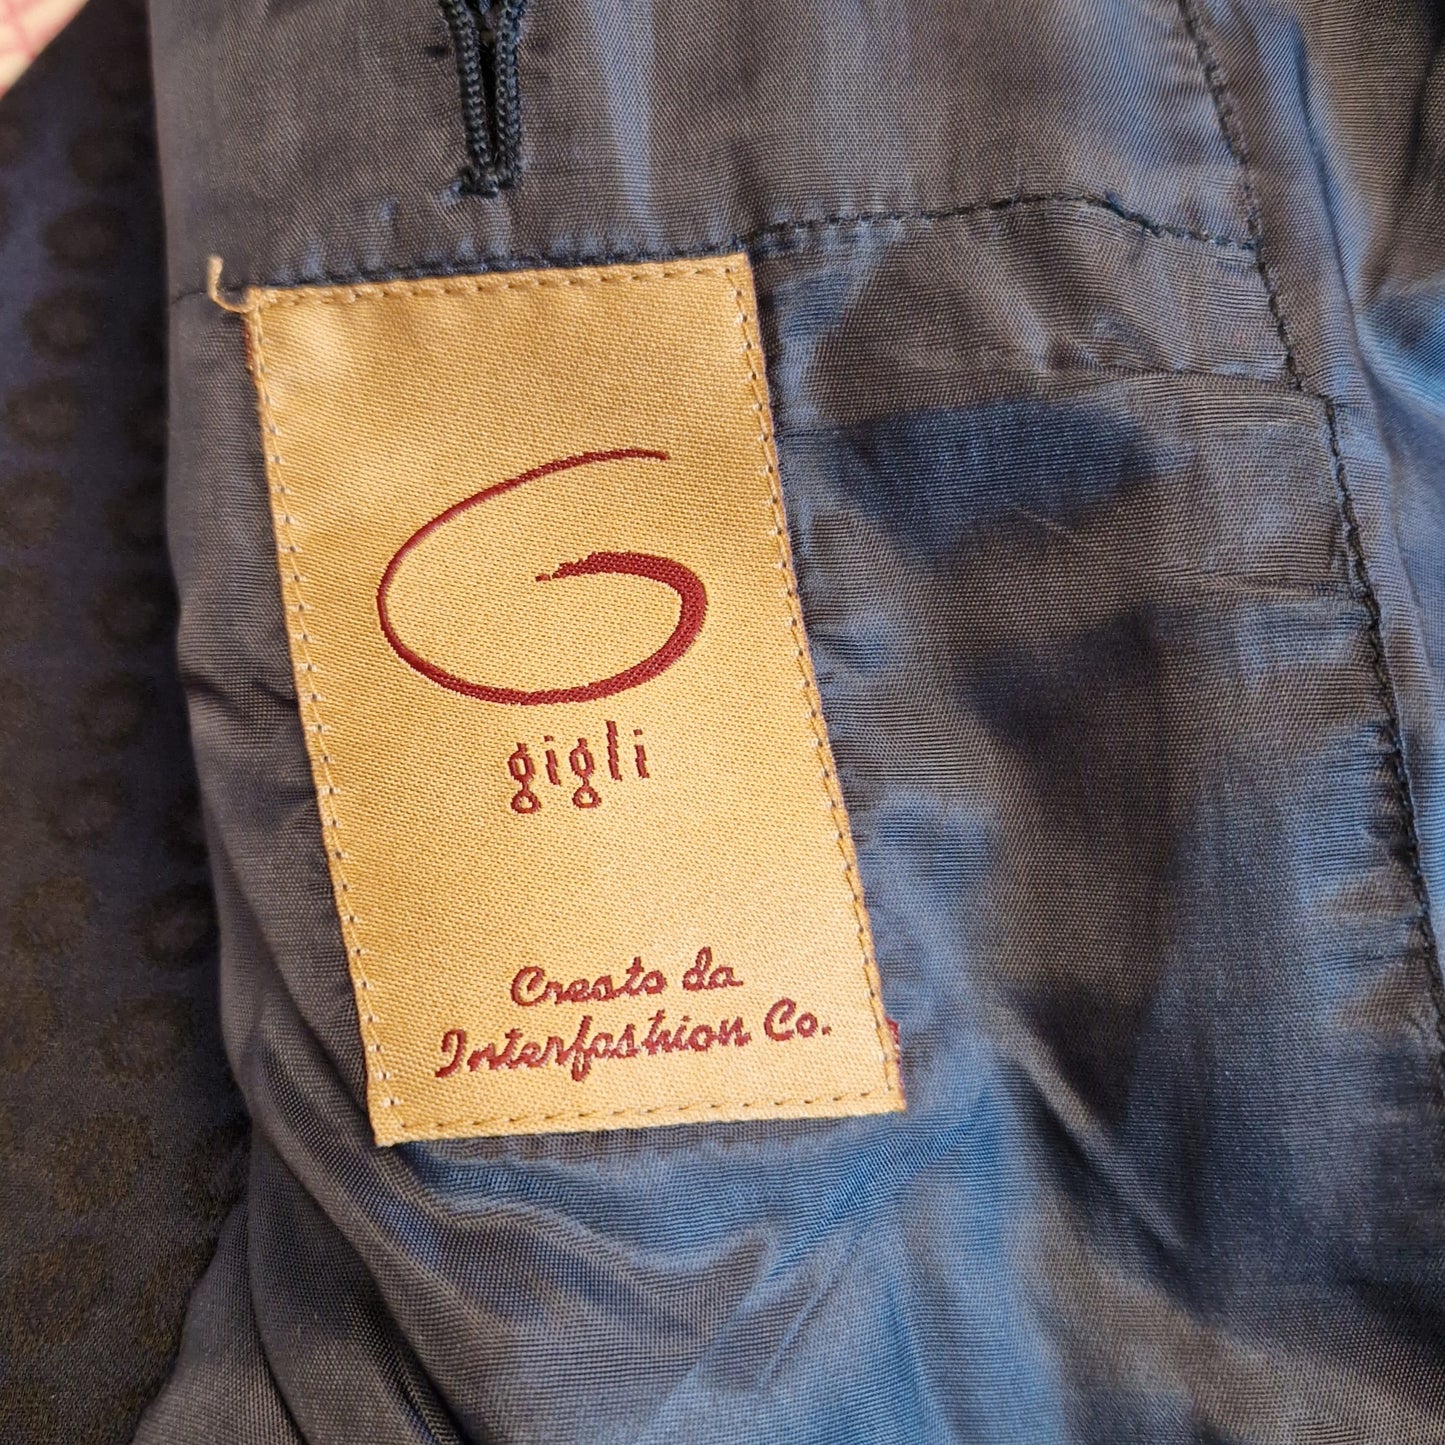 G
gigli
Creato da
Interfashion Co.